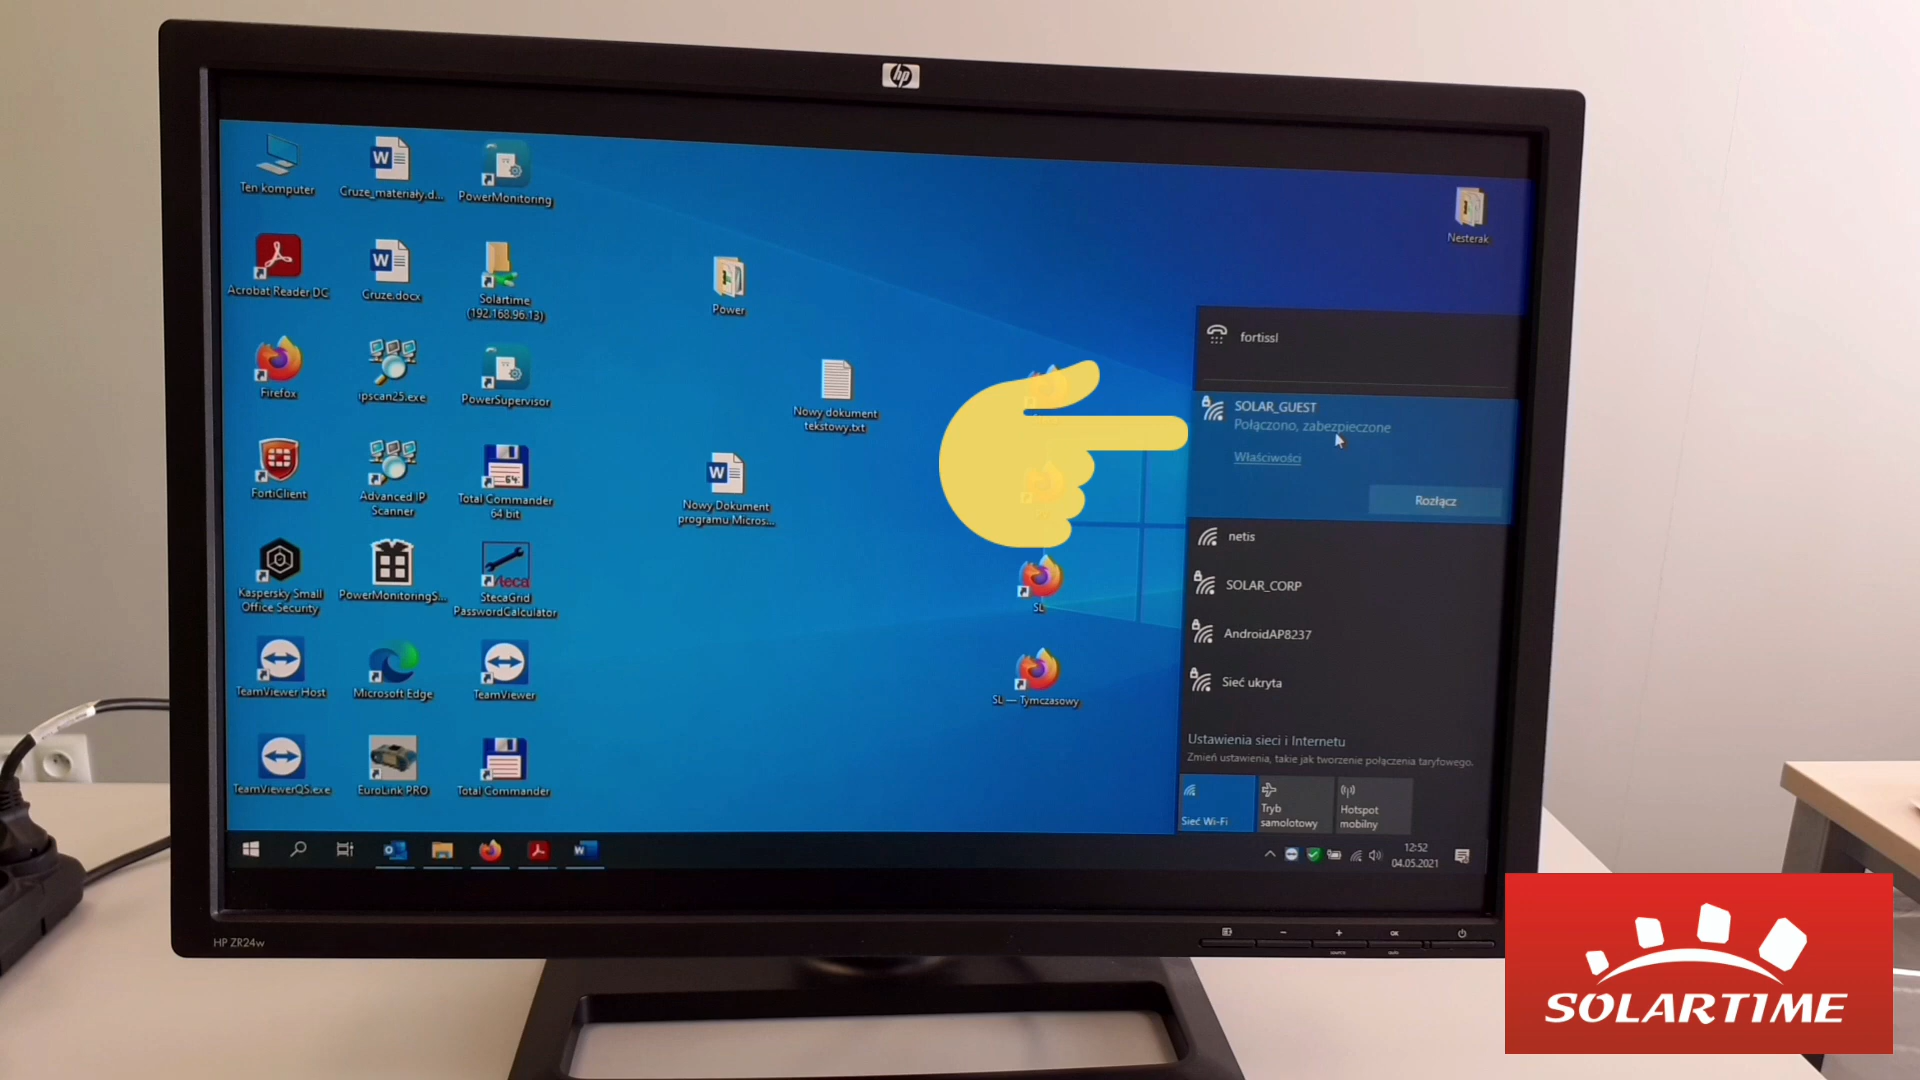 hp
Ten komputer
Cruze_materiały.d...
PowerMonitoring
Nesterak
Acrobat Reader DC
Cruze.docx
Solartime
(192.168.96.13)
Power
fortissl
Firefox
ipscan25.exe
PowerSupervisor
Nowy dokument
tekstowy.txt
SOLAR_GUEST
Połączono, zabezpieczone
Właściwości
Rozłącz
FortiClient
Advanced IP
Scanner
64
Total Commander
64 bit
Nowy Dokument
programu Micros...
netis
SOLAR_CORP
AndroidAP8237
Sieć ukryta
Kaspersky Small
Office Security
PowerMonitoringS...
steca
StecaGrid
PasswordCalculator
SL
TeamViewer Host
Microsoft Edge
TeamViewer
SL — Tymczasowy
Ustawienia sieci i Internetu
Zmień ustawienia, takie jak tworzenie połączenia taryfowego.
TeamViewerQS.exe
EuroLink PRO
Total Commander
Sieć Wi-Fi
Tryb
samolotowy
Hotspot
mobilny
12:52
04.05.2021
HP ZR24w
OK
SOLARTIME